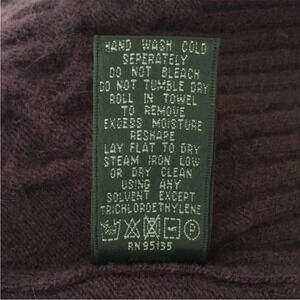 HAND WASH COLD
SEPERATELY
DO NOT BLEACH
DO NOT TUMBLE DRY
ROLL IN TOWEL
TO REMOVE
EXCESS MOISTURE
RESHAPE
LAY FLAT TO DRY
STEAM IRON LOW
OR DRY CLEAN
USING ANY
SOLVENT EXCEPT
TRICHLOROETHYLENE
P
RN95135